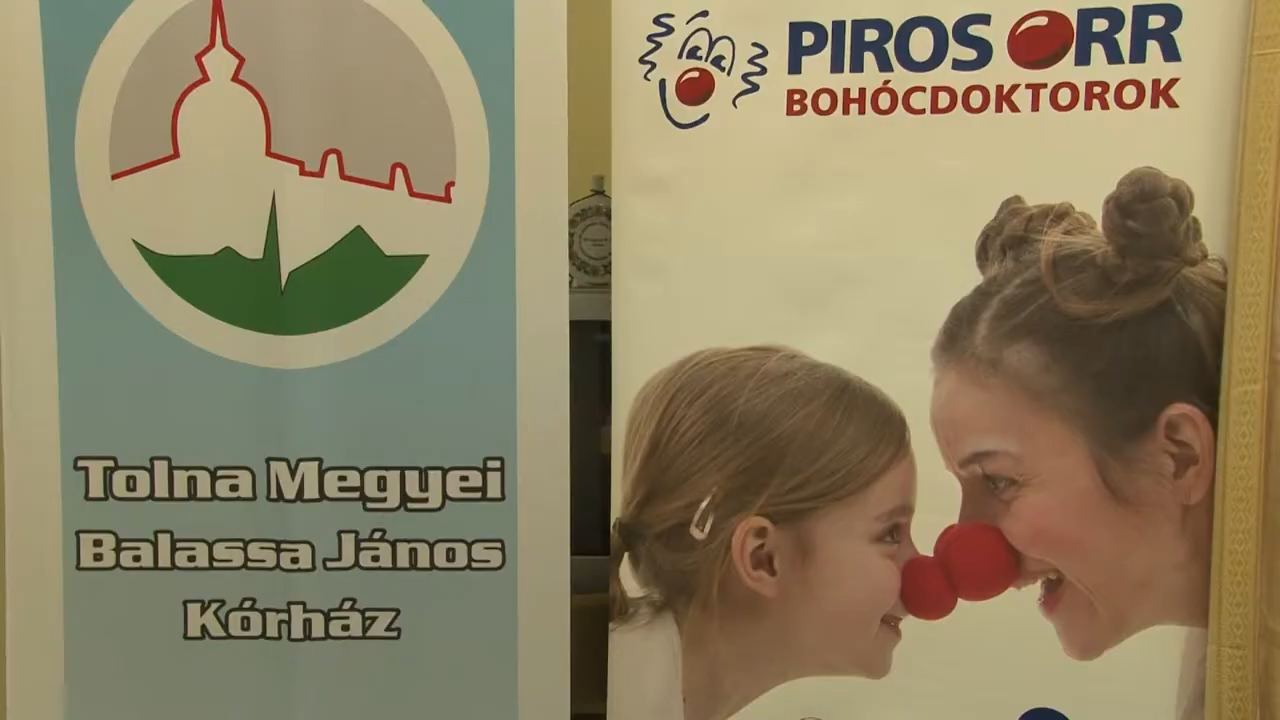 Tolna Megyei
Balassa János
Kórház
PIROS ORR
BOHÓCDOKTOROK